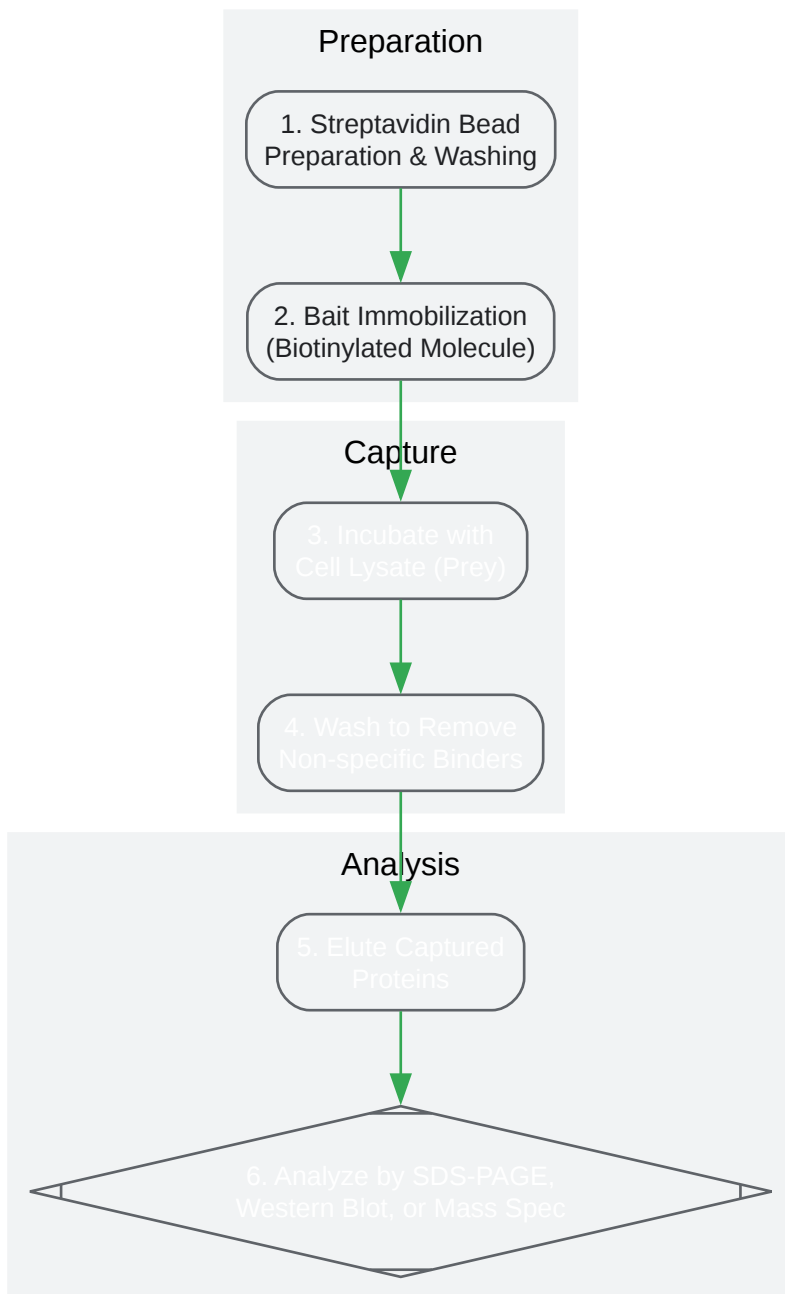 Preparation
1. Streptavidin Bead
Preparation & Washing
2. Bait Immobilization
(Biotinylated Molecule)
Capture
3. Incubate with
Cell Lysate (Prey)
4. Wash to Remove
Non-specific Binders
Analysis
5. Elute Captured
Proteins
6. Analyze by SDS-PAGE,
Western Blot, or Mass Spec